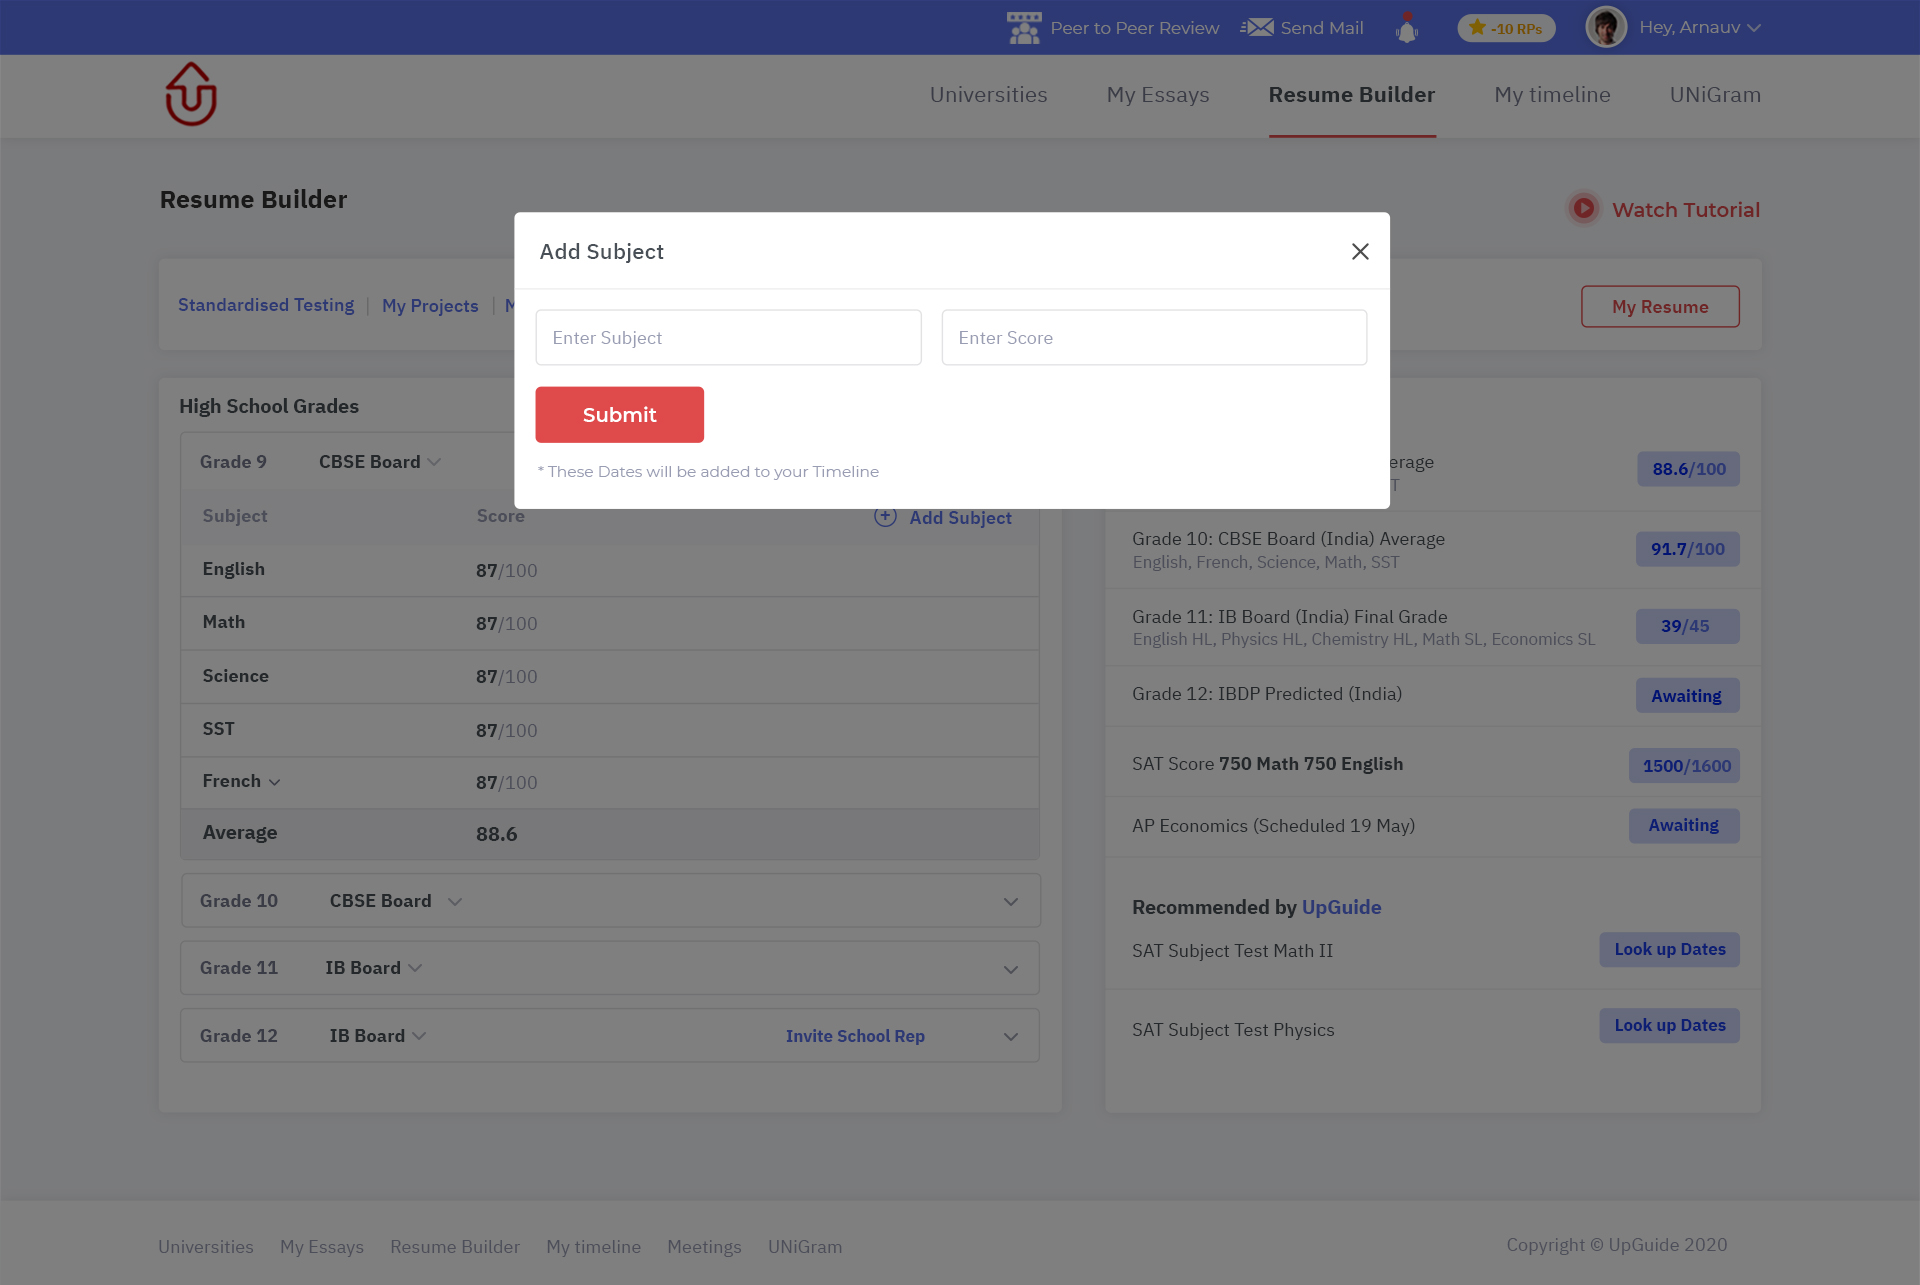 Peer to Peer Review
Send Mail
-10 RPs
Hey, Arnauv
Universities
My Essays
Resume Builder
My timeline
UNiGram
Resume Builder
Watch Tutorial
Add Subject
Standardised Testing | My Projects |
My Resume
Enter Subject
Enter Score
Submit
* These Dates will be added to your Timeline
High School Grades
Grade 9 CBSE Board
Subject Score Add Subject
English 87/100
Math 87/100
Science 87/100
SST 87/100
French 87/100
Average 88.6
Grade 10 CBSE Board
Grade 11 IB Board
Grade 12 IB Board Invite School Rep
88.6/100
Grade 10: CBSE Board (India) Average
English, French, Science, Math, SST
91.7/100
Grade 11: IB Board (India) Final Grade
English HL, Physics HL, Chemistry HL, Math SL, Economics SL
39/45
Grade 12: IBDP Predicted (India)
Awaiting
SAT Score 750 Math 750 English
1500/1600
AP Economics (Scheduled 19 May)
Awaiting
Recommended by UpGuide
SAT Subject Test Math II
Look up Dates
SAT Subject Test Physics
Look up Dates
Universities
My Essays
Resume Builder
My timeline
Meetings
UNiGram
Copyright © UpGuide 2020